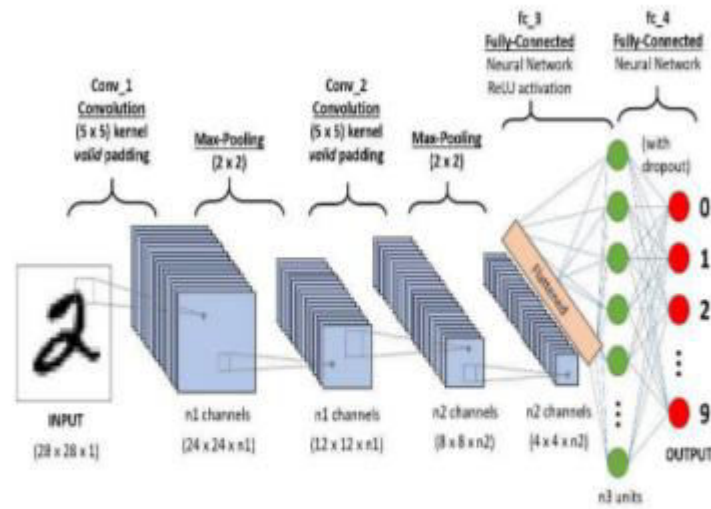 fc_3
Fully-Connected
Neural Network
ReLU activation
fc_4
Fully-Connected
Neural Network
Conv_1
Convolution
(5 x 5) kernel
valid padding
Max-Pooling
(2 x 2)
Conv_2
Convolution
(5 x 5) kernel
valid padding
Max-Pooling
(2 x 2)
(with
dropout)
Flattened
0
1
2
9
2
INPUT
(28 x 28 x 1)
n1 channels
(24 x 24 x n1)
n1 channels
(12 x 12 x n1)
n2 channels
(8 x 8 x n2)
n2 channels
(4 x 4 x n2)
OUTPUT
n3 units